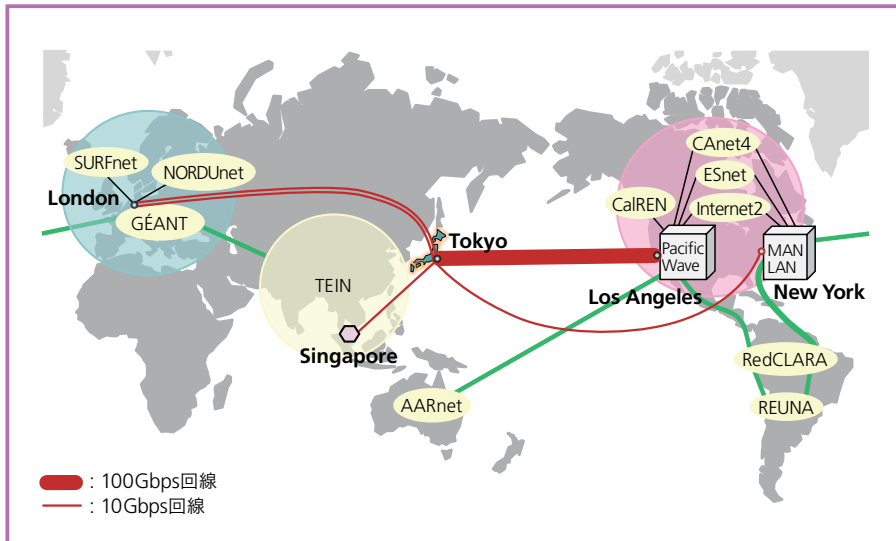 SURFnet
NORDUnet
London
GÉANT
TEIN
Singapore
Tokyo
AARnet
CAnet4
ESnet
CalREN
Internet2
Pacific
Wave
Los Angeles
MAN
LAN
New York
RedCLARA
REUNA
: 100Gbps回線
: 10Gbps回線